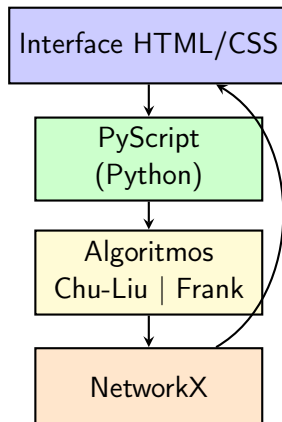 Interface HTML/CSS
PyScript
(Python)
Algoritmos
Chu-Liu | Frank
NetworkX